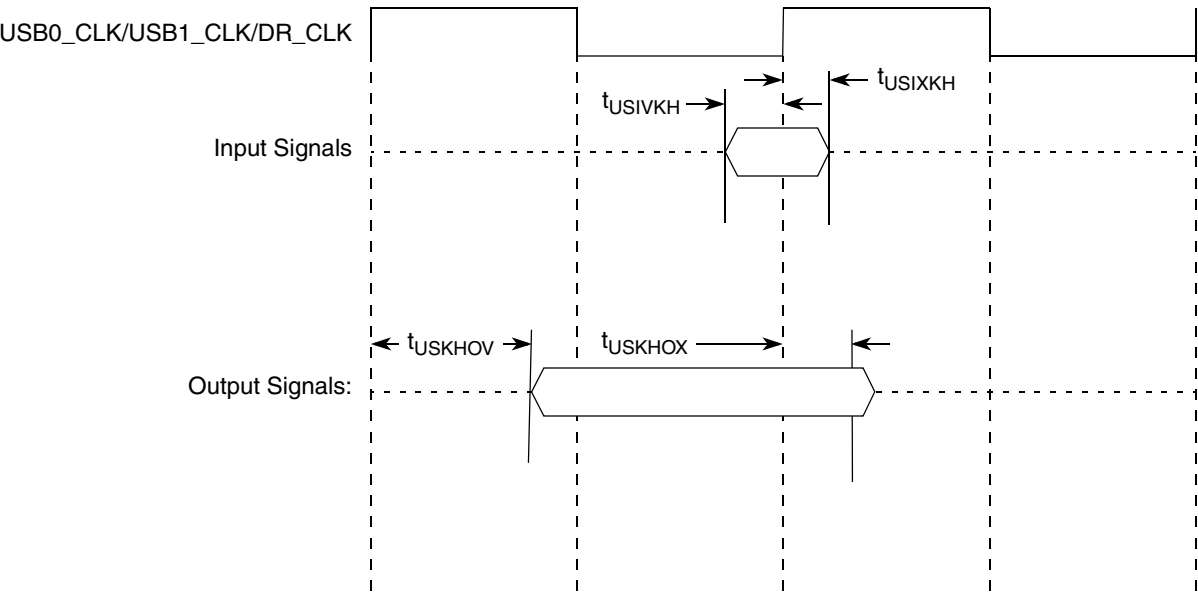 USB0_CLK/USB1_CLK/DR_CLK
tUSIXKH
tUSIVKH
Input Signals
tUSKHOV
tUSKHOX
Output Signals: